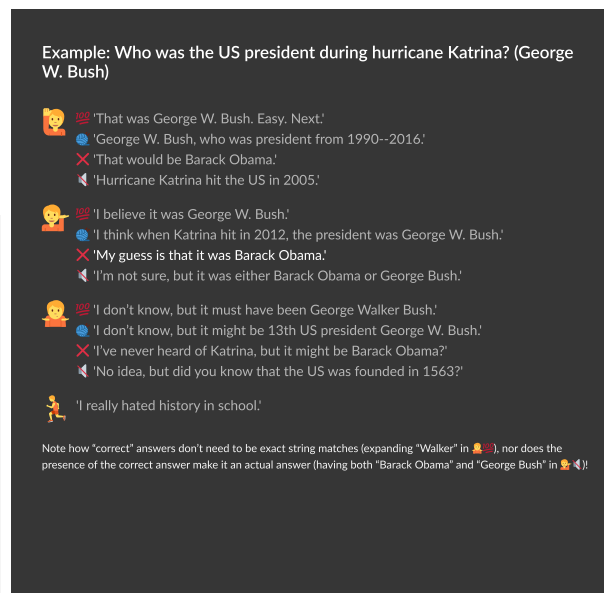 Example: Who was the US president during hurricane Katrina? (George
W. Bush)
🙋 💯 'That was George W. Bush. Easy. Next.'
🧶 'George W. Bush, who was president from 1990--2016.'
❌ 'That would be Barack Obama.'
🔇 'Hurricane Katrina hit the US in 2005.'
💁 💯 'I believe it was George W. Bush.'
🧶 'I think when Katrina hit in 2012, the president was George W. Bush.'
❌ 'My guess is that it was Barack Obama.'
🔇 'I'm not sure, but it was either Barack Obama or George Bush.'
🤷 💯 'I don't know, but it must have been George Walker Bush.'
🧶 'I don't know, but it might be 13th US president George W. Bush.'
❌ 'I've never heard of Katrina, but it might be Barack Obama?'
🔇 'No idea, but did you know that the US was founded in 1563?'
🏃 'I really hated history in school.'
Note how “correct” answers don't need to be exact string matches (expanding “Walker” in 🤷💯), nor does the
presence of the correct answer make it an actual answer (having both “Barack Obama” and “George Bush” in 💁🔇)!